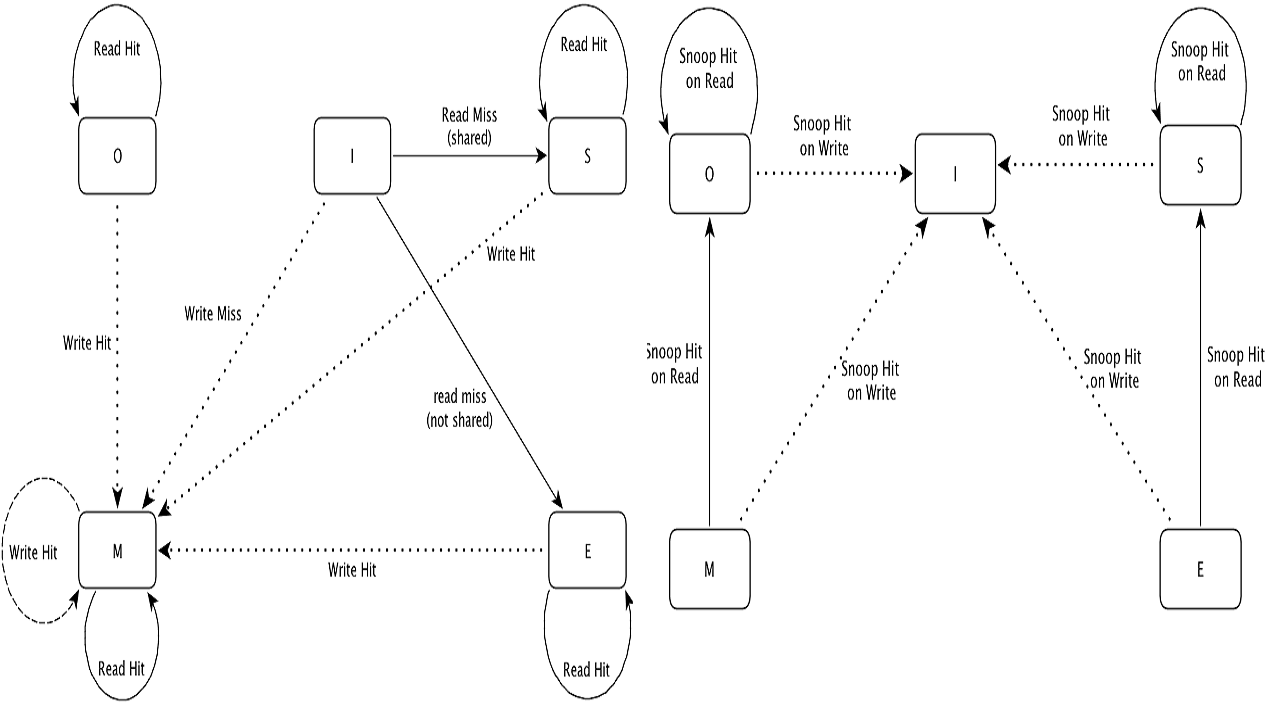 Read Hit
O
I
Read Miss
(shared)
Read Hit
S
Write Hit
Write Miss
Write Hit
read miss
(not shared)
Write Hit
M
Read Hit
Write Hit
E
Read Hit
Snoop Hit
on Read
O
Snoop Hit
on Write
I
Snoop Hit
on Write
Snoop Hit
on Read
S
Snoop Hit
on Read
Snoop Hit
on Write
Snoop Hit
on Write
Snoop Hit
on Read
M
E